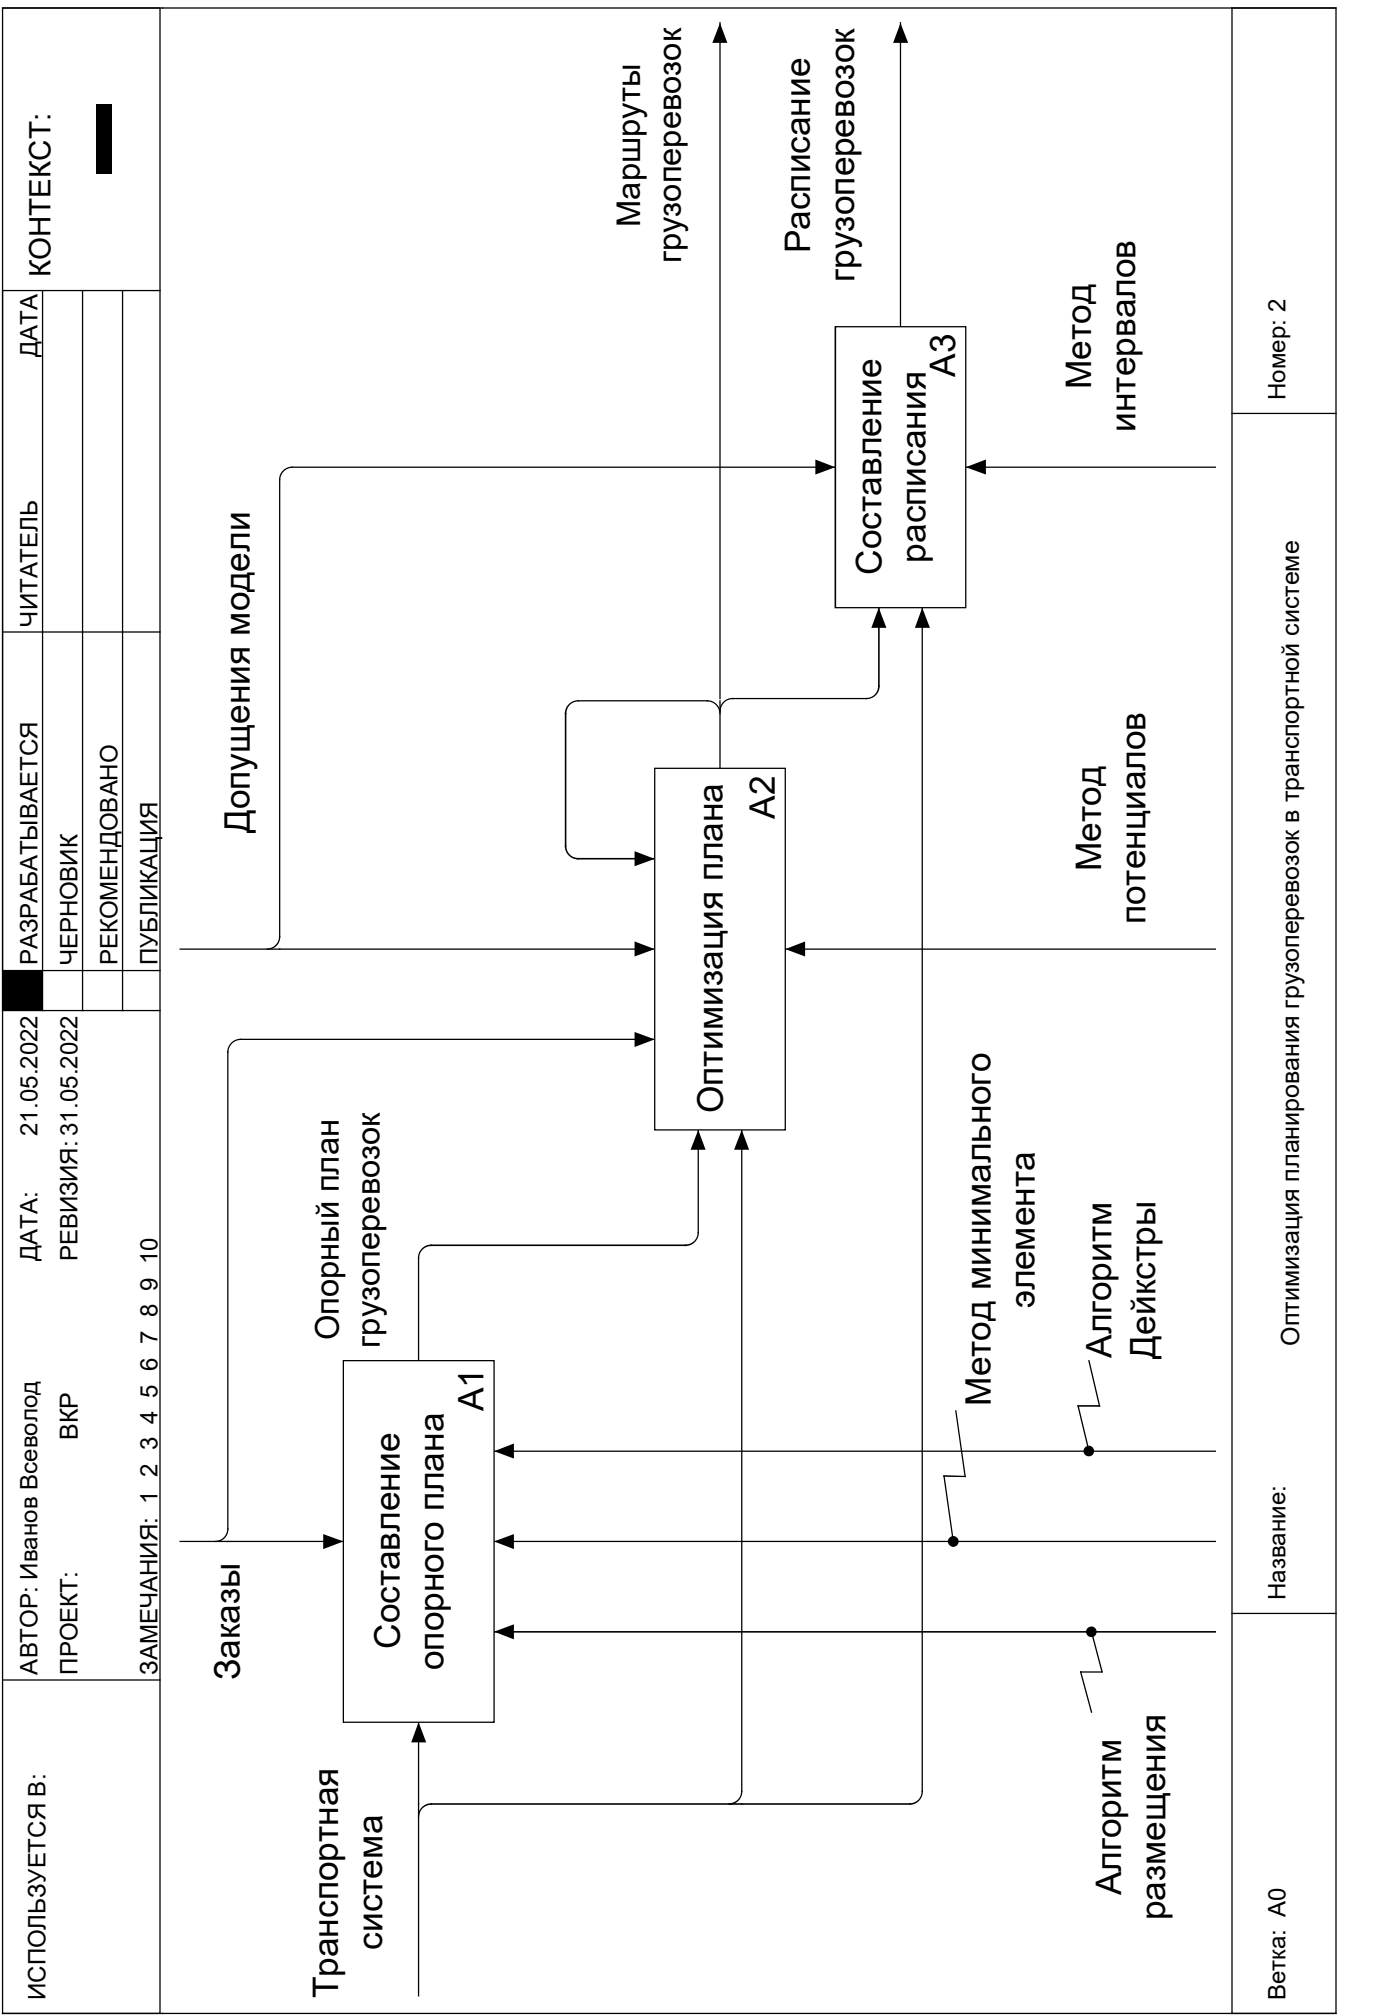 ИСПОЛЬЗУЕТСЯ В:
АВТОР: Иванов Всеволод
ДАТА: 21.05.2022
ПРОЕКТ: ВКР
РЕВИЗИЯ: 31.05.2022
ЗАМЕЧАНИЯ: 1 2 3 4 5 6 7 8 9 10
РАЗРАБАТЫВАЕТСЯ
ЧЕРНОВИК
РЕКОМЕНДОВАНО
ПУБЛИКАЦИЯ
ЧИТАТЕЛЬ
ДАТА
КОНТЕКСТ:
Заказы
Допущения модели
Транспортная
система
Составление
опорного плана
A1
Опорный план
грузоперевозок
Оптимизация плана
A2
Маршруты
грузоперевозок
Составление
расписания
A3
Расписание
грузоперевозок
Алгоритм
размещения
Метод минимального
элемента
Алгоритм
Дейкстры
Метод
потенциалов
Метод
интервалов
Ветка: A0
Название:
Оптимизация планирования грузоперевозок в транспортной системе
Номер: 2